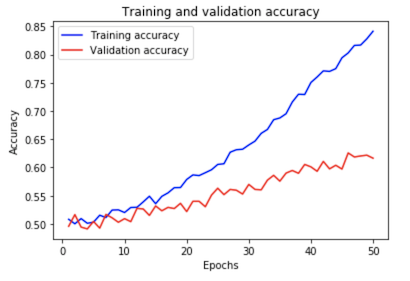 Training and validation accuracy
Training accuracy
Validation accuracy
0.85
0.80
0.75
0.70
0.65
0.60
0.55
0.50
Accuracy
0 10 20 30 40 50
Epochs